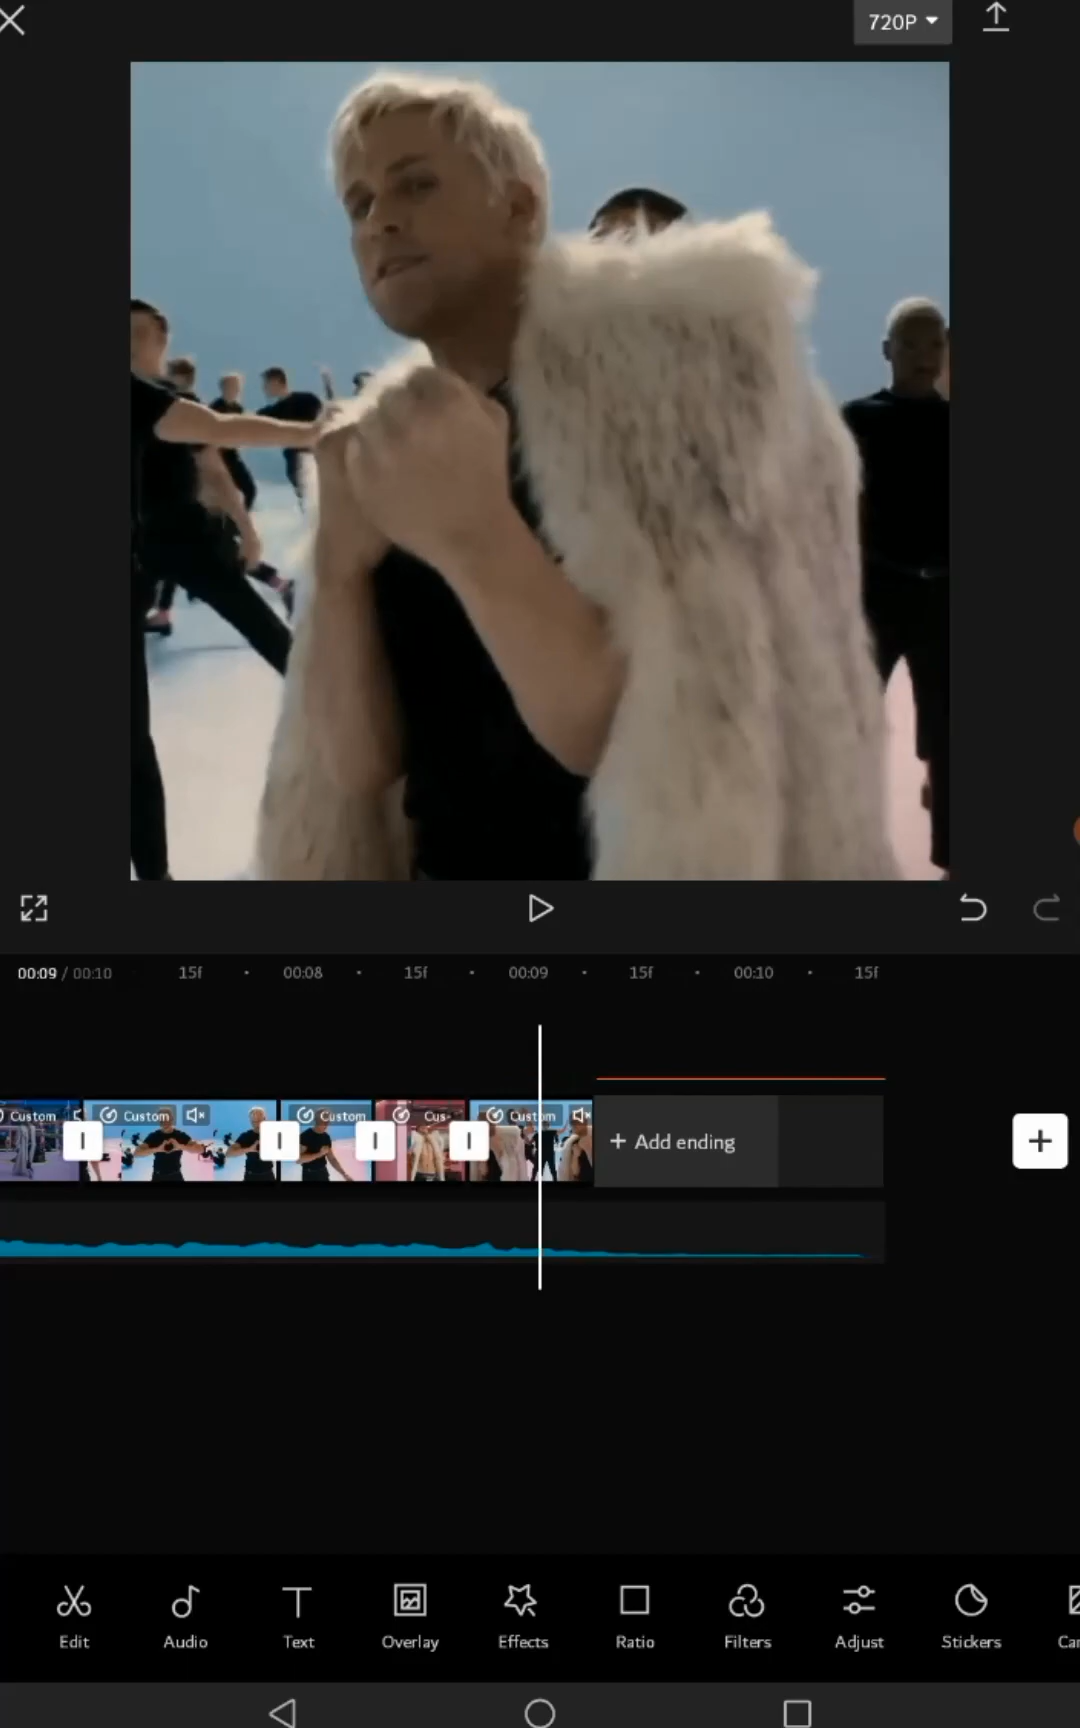 720P
00:09 / 00:10 15f 00:08 15f 00:09 15f 00:10 15f
Custom Custom Custom Cus- Custom
+ Add ending
Edit Audio Text Overlay Effects Ratio Filters Adjust Stickers